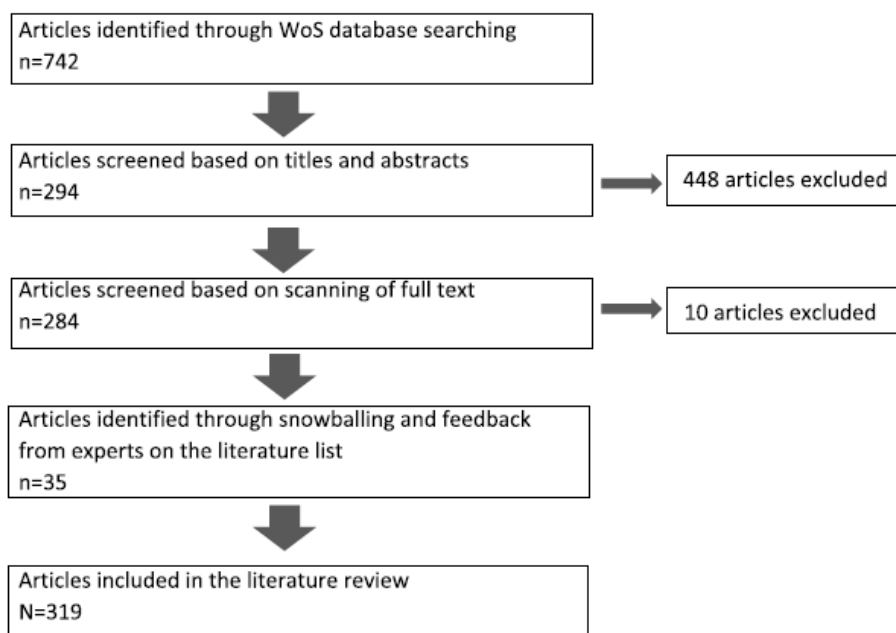 Articles identified through WoS database searching
n=742
Articles screened based on titles and abstracts
n=294
448 articles excluded
Articles screened based on scanning of full text
n=284
10 articles excluded
Articles identified through snowballing and feedback
from experts on the literature list
n=35
Articles included in the literature review
N=319